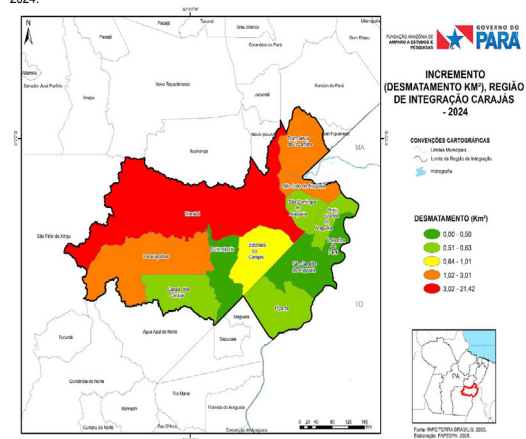 2024.
FUNDAÇÃO AMAZÔNIA DE
AMPARO A ESTUDOS E
PESQUISAS
GOVERNO DO
PARÁ
INCREMENTO
(DESMATAMENTO KM²), REGIÃO
DE INTEGRAÇÃO CARAJÁS
- 2024
CONVENÇÕES CARTOGRÁFICAS
Limites Municipais
Limite da Região de Integração
Hidrografia
DESMATAMENTO (Km²)
0,00 - 0,50
0,51 - 0,63
0,64 - 1,01
1,02 - 3,01
3,02 - 21,42
N
Pacajá
Tucuruí
Pacajá
Goianésia do Pará
Dom Eliseu
Altamira
Senador José Porfírio
Anapu
Novo Repartimento
Jacundá
Rondon do Pará
Itupiranga
Nova Ipixuna
Bom Jesus
do Tocantins
MA
São João do Araguaia
São Domingos do
Araguaia
Brejo
Grande do
Araguaia
Palestina
do Pará
Marabá
São Félix do Xingu
Parauapebas
Curionópolis
Eldorado
do
Carajás
São Geraldo
do Araguaia
Canaã dos
Carajás
Piçarra
TO
Água Azul do Norte
Xinguara
Sapucaia
Tucumã
Ourilândia do Norte
Rio Maria
Bannach
Floresta do Araguaia
Cumaru do Norte
Pau D'Arco
Conceição do Araguaia
PA
Fonte: INPE/TERRA BRASILIS, 2025.
Elaboração: FAPESPA, 2025.